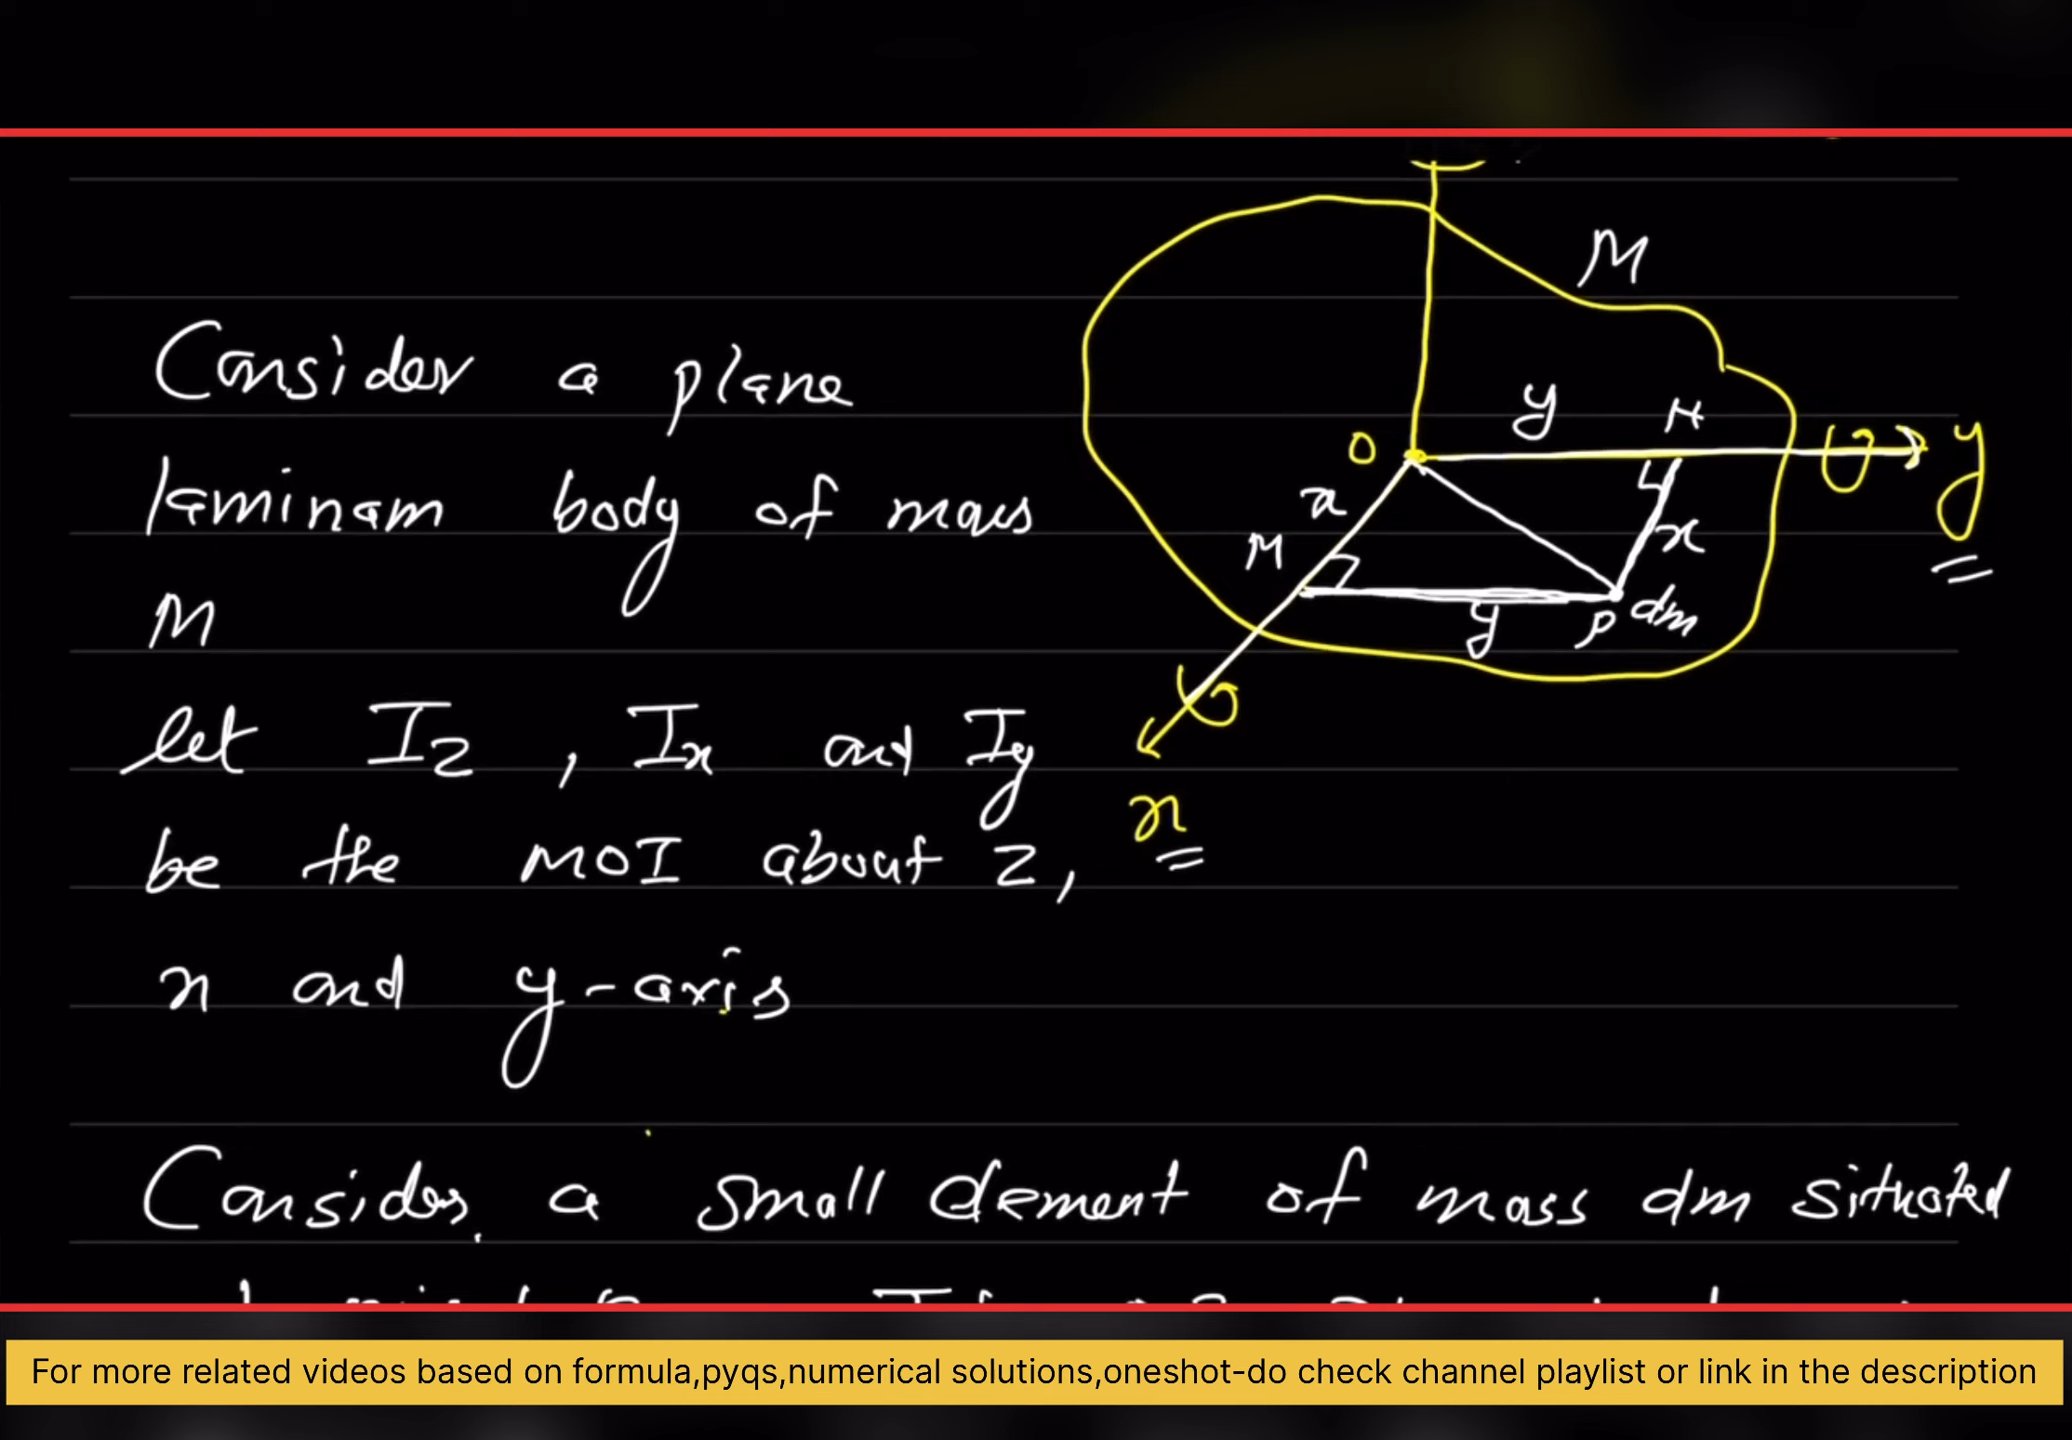 M
Consider a plane
y
H
O
y
laminam body of mass
x
x
M
M
y
P dm
let Iz , Ix and Iy
x
be the MOI about z,
x and y-axis
Consider a small element of mass dm situated
For more related videos based on formula,pyqs,numerical solutions,oneshot-do check channel playlist or link in the description